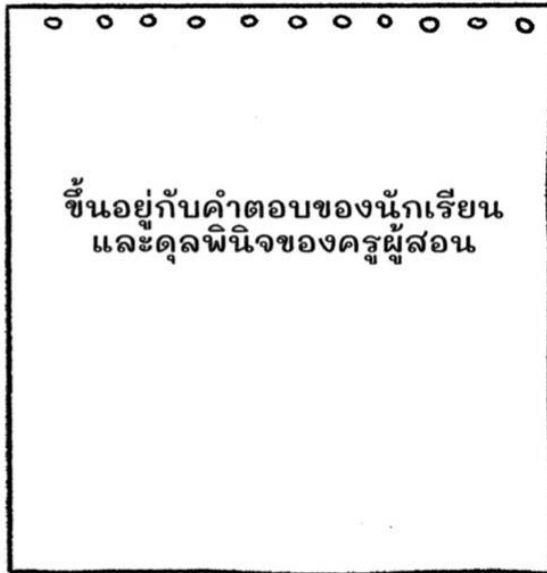 ขึ้นอยู่กับคำตอบของนักเรียน
และดุลพินิจของครูผู้สอน